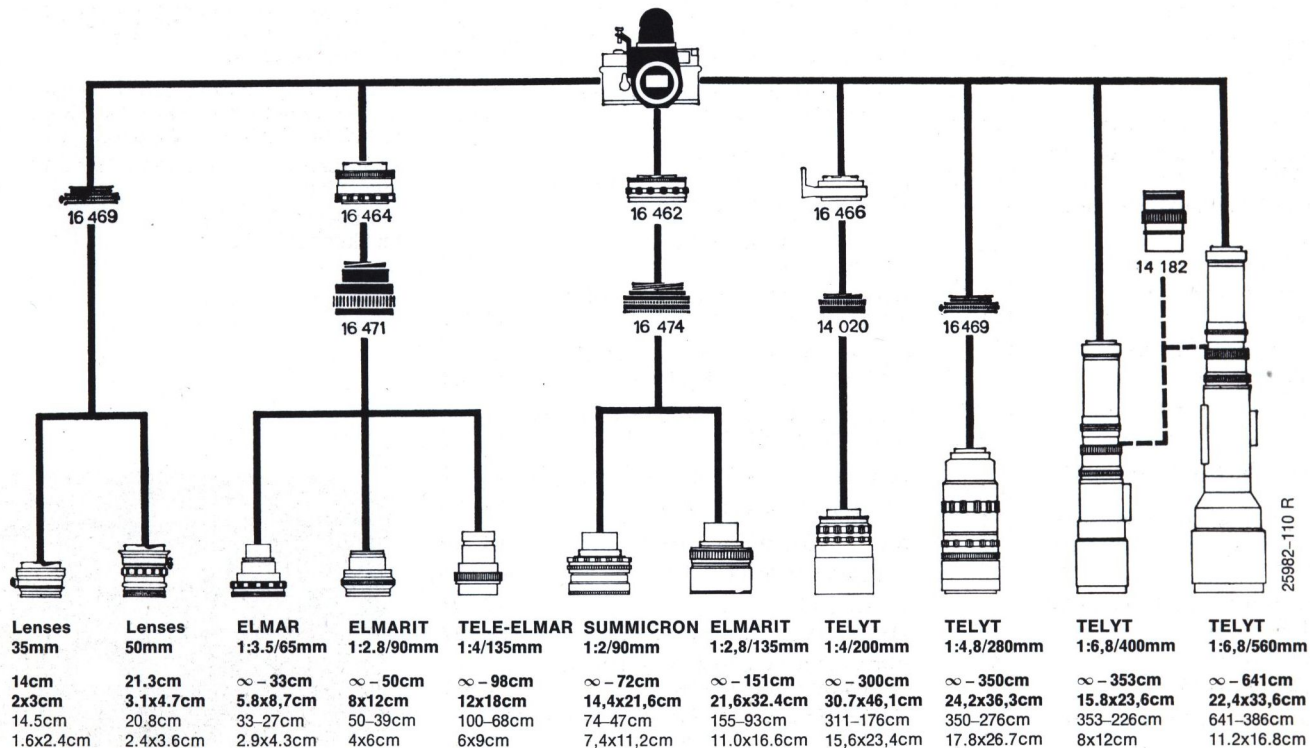 16 469
16 464
16 462
16 466
14 182
16 471
16 474
14 020
16469
25982–110 R
Lenses 35mm
14cm
2x3cm
14.5cm
1.6x2.4cm
Lenses 50mm
21.3cm
3.1x4.7cm
20.8cm
2.4x3.6cm
ELMAR
1:3.5/65mm
∞ – 33cm
5.8x8,7cm
33–27cm
2.9x4.3cm
ELMARIT
1:2.8/90mm
∞ – 50cm
8x12cm
50–39cm
4x6cm
TELE-ELMAR
1:4/135mm
∞ – 98cm
12x18cm
100–68cm
6x9cm
SUMMICRON
1:2/90mm
∞ – 72cm
14,4x21,6cm
74–47cm
7,4x11,2cm
ELMARIT
1:2,8/135mm
∞ – 151cm
21,6x32.4cm
155–93cm
11.0x16.6cm
TELYT
1:4/200mm
∞ – 300cm
30.7x46,1cm
311–176cm
15,6x23,4cm
TELYT
1:4,8/280mm
∞ – 350cm
24,2x36,3cm
350–276cm
17.8x26.7cm
TELYT
1:6,8/400mm
∞ – 353cm
15.8x23,6cm
353–226cm
8x12cm
TELYT
1:6,8/560mm
∞ – 641cm
22,4x33,6cm
641–386cm
11.2x16.8cm